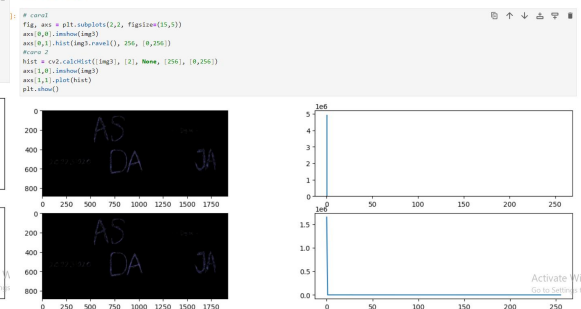 ]:
# cara1
fig, axs = plt.subplots(2,2, figsize=(15,5))
axs[0,0].imshow(img3)
axs[0,1].hist(img3.ravel(), 256, [0,256])
#cara 2
hist = cv2.calcHist([img3], [2], None, [256], [0,256])
axs[1,0].imshow(img3)
axs[1,1].plot(hist)
plt.show()
0
200
400
600
800
AS
DA
JA
0 250 500 750 1000 1250 1500 1750
1e6
5
4
3
2
1
0
0 50 100 150 200 250
0
200
400
600
800
AS
DA
JA
0 250 500 750 1000 1250 1500 1750
1e6
1.5
1.0
0.5
0.0
0 50 100 150 200 250
Activate Wi
Go to Settings t